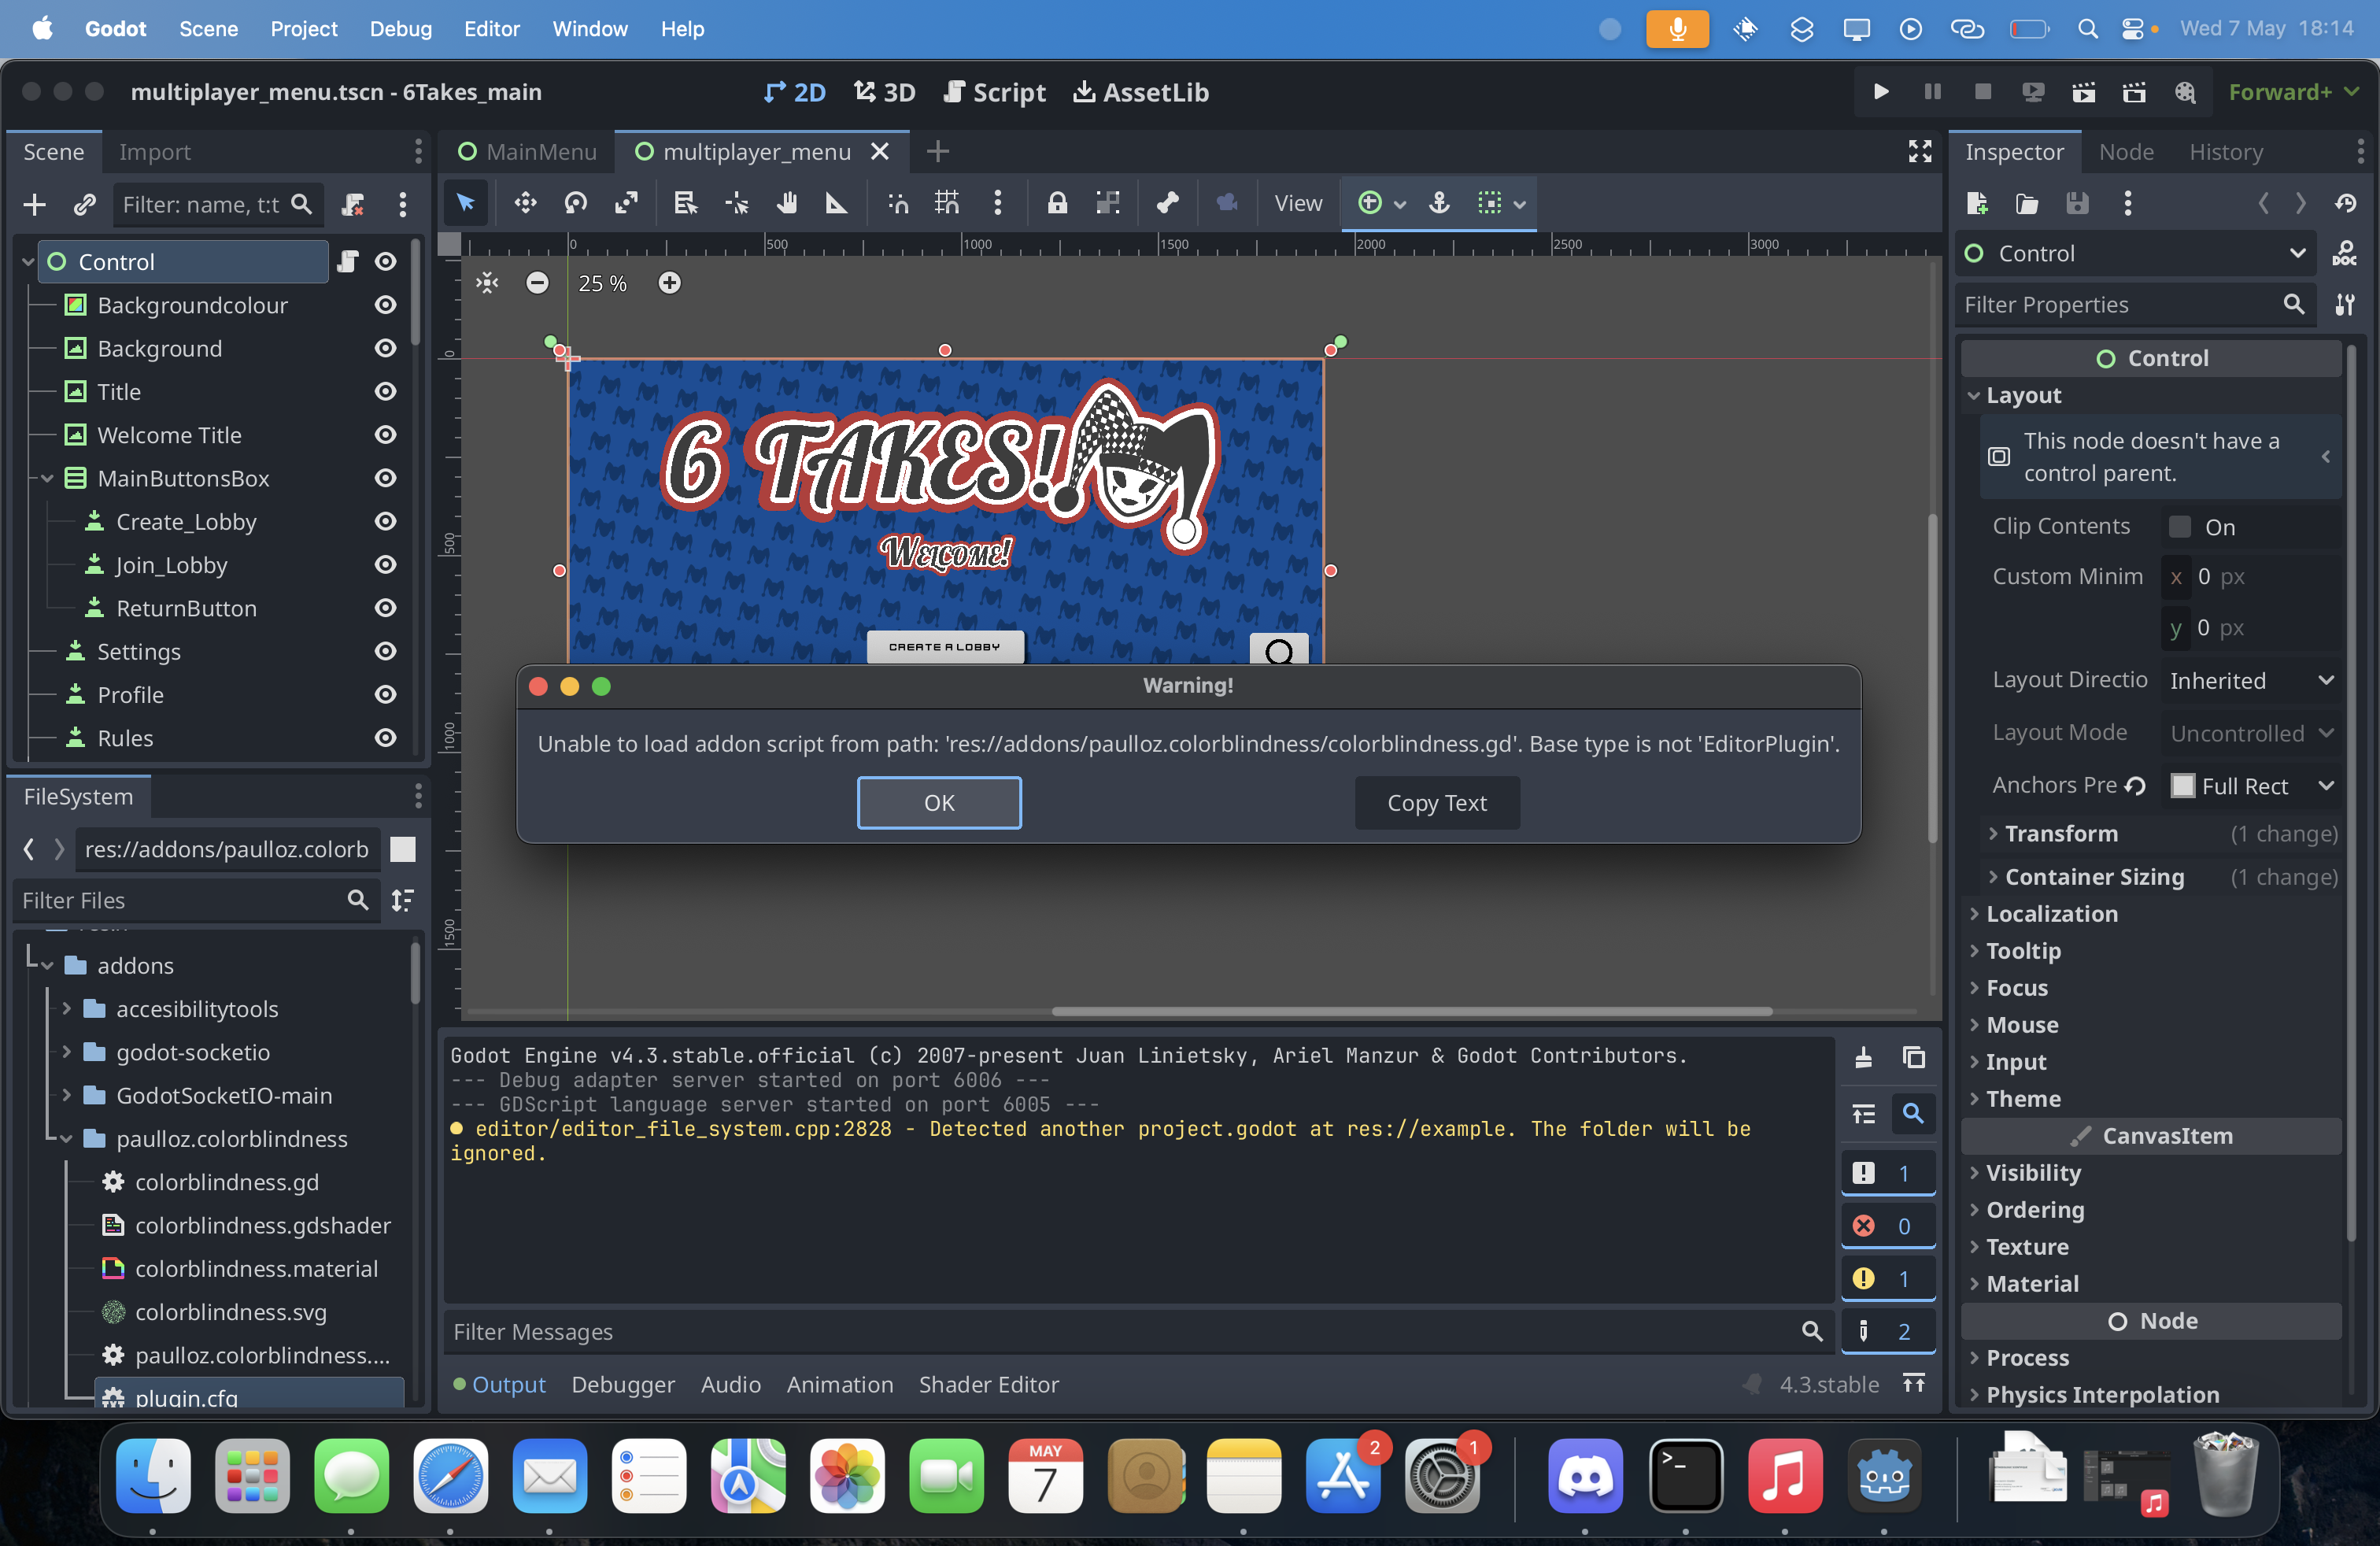 Godot Scene Project Debug Editor Window Help Wed 7 May 18:14
multiplayer_menu.tscn - 6Takes_main 2D 3D Script AssetLib Forward+
Scene Import MainMenu multiplayer_menu Inspector Node History
Filter: name, t:t View
0 500 1000 1500 2000 2500 3000
Control
Backgroundcolour
Background
Title
Welcome Title
MainButtonsBox
Create_Lobby
Join_Lobby
ReturnButton
Settings
Profile
Rules
25 %
0
500
1000
1500
6 TAKES!
WELCOME!
CREATE A LOBBY
Warning!
Unable to load addon script from path: 'res://addons/paulloz.colorblindness/colorblindness.gd'. Base type is not 'EditorPlugin'.
OK Copy Text
FileSystem
res://addons/paulloz.colorb
Filter Files
addons
accesibilitytools
godot-socketio
GodotSocketIO-main
paulloz.colorblindness
colorblindness.gd
colorblindness.gdshader
colorblindness.material
colorblindness.svg
paulloz.colorblindness....
plugin.cfg
Godot Engine v4.3.stable.official (c) 2007-present Juan Linietsky, Ariel Manzur & Godot Contributors.
--- Debug adapter server started on port 6006 ---
--- GDScript language server started on port 6005 ---
editor/editor_file_system.cpp:2828 - Detected another project.godot at res://example. The folder will be
ignored.
1
0
1
2
Filter Messages
Output Debugger Audio Animation Shader Editor 4.3.stable
Control DOC
Filter Properties
Control
Layout
This node doesn't have a
control parent.
Clip Contents On
Custom Minim x 0 px
y 0 px
Layout Directio Inherited
Layout Mode Uncontrolled
Anchors Pre Full Rect
Transform (1 change)
Container Sizing (1 change)
Localization
Tooltip
Focus
Mouse
Input
Theme
CanvasItem
Visibility
Ordering
Texture
Material
Node
Process
Physics Interpolation
MAY
7
2
1
>_